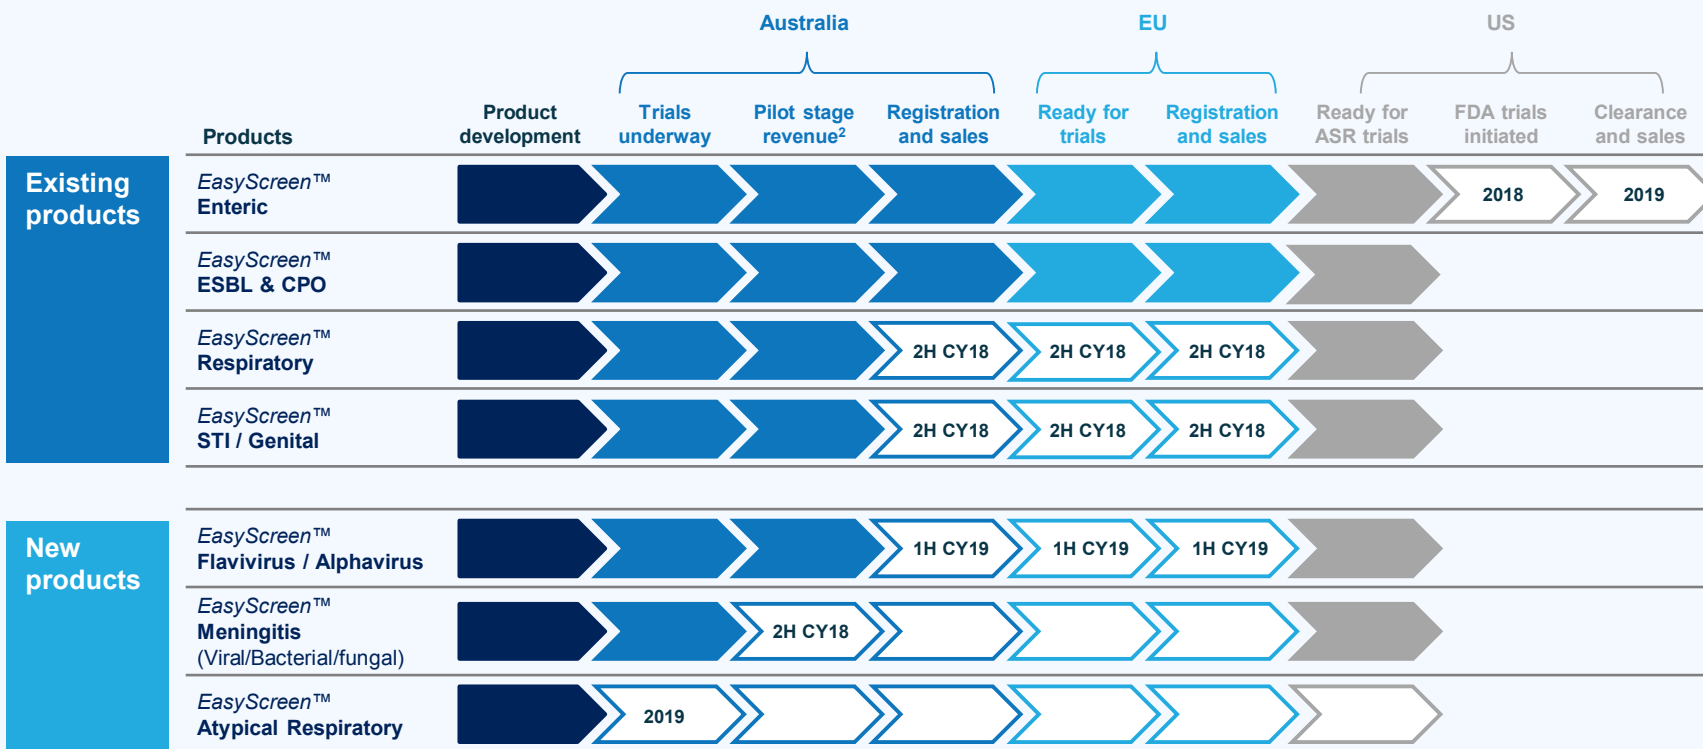 Australia
EU
US
Products
Product
development
Trials
underway
Pilot stage
revenue²
Registration
and sales
Ready for
trials
Registration
and sales
Ready for
ASR trials
FDA trials
initiated
Clearance
and sales
Existing
products
EasyScreen™
Enteric
2018
2019
EasyScreen™
ESBL & CPO
EasyScreen™
Respiratory
2H CY18
2H CY18
2H CY18
EasyScreen™
STI / Genital
2H CY18
2H CY18
2H CY18
New
products
EasyScreen™
Flavivirus / Alphavirus
1H CY19
1H CY19
1H CY19
EasyScreen™
Meningitis
(Viral/Bacterial/fungal)
2H CY18
EasyScreen™
Atypical Respiratory
2019